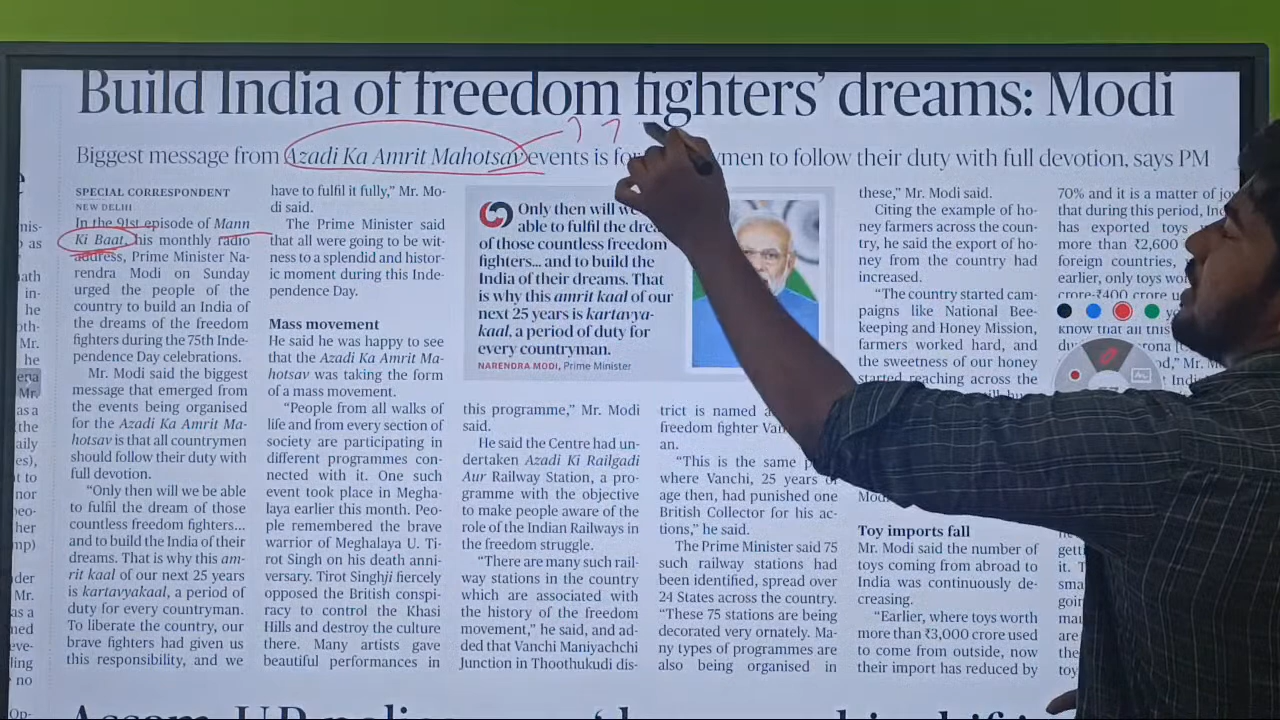 Build India of freedom fighters' dreams: Modi
Biggest message from Azadi Ka Amrit Mahotsav events is for men to follow their duty with full devotion, says PM
SPECIAL CORRESPONDENT
NEW DELHI
In the 91st episode of Mann
Ki Baat, his monthly radio
address, Prime Minister Na-
rendra Modi on Sunday
urged the people of the
country to build an India of
the dreams of the freedom
fighters during the 75th Inde-
pendence Day celebrations.
Mr. Modi said the biggest
message that emerged from
the events being organised
for the Azadi Ka Amrit Ma-
hotsav is that all countrymen
should follow their duty with
full devotion.
"Only then will we be able
to fulfil the dream of those
countless freedom fighters...
and to build the India of their
dreams. That is why this am-
rit kaal of our next 25 years
is kartavyakaal, a period of
duty for every countryman.
To liberate the country, our
brave fighters had given us
this responsibility, and we
have to fulfil it fully," Mr. Mo-
di said.
The Prime Minister said
that all were going to be wit-
ness to a splendid and histor-
ic moment during this Inde-
pendence Day.
Mass movement
He said he was happy to see
that the Azadi Ka Amrit Ma-
hotsav was taking the form
of a mass movement.
"People from all walks of
life and from every section of
society are participating in
different programmes con-
nected with it. One such
event took place in Megha-
laya earlier this month. Peo-
ple remembered the brave
warrior of Meghalaya U. Ti-
rot Singh on his death anni-
versary. Tirot Singhji fiercely
opposed the British conspi-
racy to control the Khasi
Hills and destroy the culture
there. Many artists gave
beautiful performances in
Only then will we
able to fulfil the
of those countless freedom
fighters... and to build the
India of their dreams. That
is why this amrit kaal of our
next 25 years is kartavya-
kaal, a period of duty for
every countryman.
NARENDRA MODI, Prime Minister
this programme," Mr. Modi
said.
He said the Centre had un-
dertaken Azadi Ki Railgadi
Aur Railway Station, a pro-
gramme with the objective
to make people aware of the
role of the Indian Railways in
the freedom struggle.
"There are many such rail-
way stations in the country
which are associated with
the history of the freedom
movement," he said, and ad-
ded that Vanchi Maniyachchi
Junction in Thoothukudi dis-
trict is named
freedom fighter
an.
"This is the same
where Vanchi, 25 years of
age then, had punished one
British Collector for his ac-
tions," he said.
The Prime Minister said 75
such railway stations had
been identified, spread over
24 States across the country.
"These 75 stations are being
decorated very ornately. Ma-
ny types of programmes are
also being organised in
these," Mr. Modi said.
Citing the example of ho-
ney farmers across the coun-
try, he said the export of ho-
ney from the country had
increased.
"The country started cam-
paigns like National Bee-
keeping and Honey Mission,
farmers worked hard, and
the sweetness of our honey
started reaching across the
Toy imports fall
Mr. Modi said the number of
toys coming from abroad to
India was continuously de-
creasing.
"Earlier, where toys worth
more than ₹3,000 crore used
to come from outside, now
their import has reduced by
70% and it is a matter of
that during this period,
has exported toys
more than ₹2,600
foreign countries,
earlier, only toys
crore-₹400 crore
know that all this